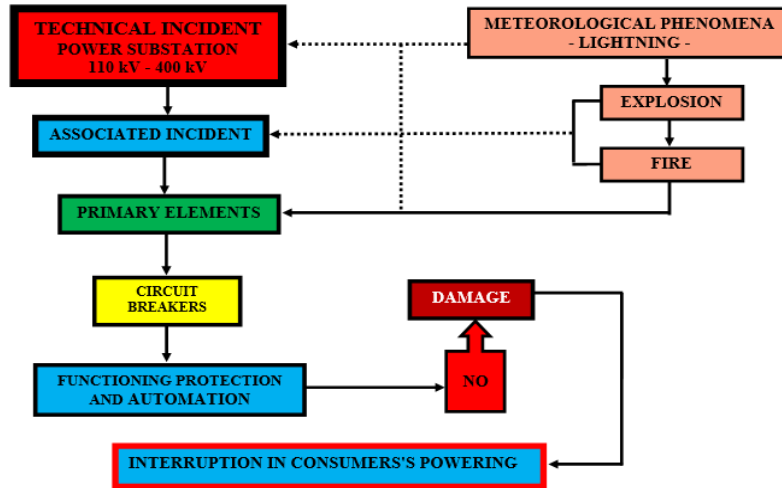 TECHNICAL INCIDENT
POWER SUBSTATION
110 kV - 400 kV
METEOROLOGICAL PHENOMENA
- LIGHTNING -
EXPLOSION
ASSOCIATED INCIDENT
FIRE
PRIMARY ELEMENTS
CIRCUIT
BREAKERS
DAMAGE
FUNCTIONING PROTECTION
AND AUTOMATION
NO
INTERRUPTION IN CONSUMERS'S POWERING